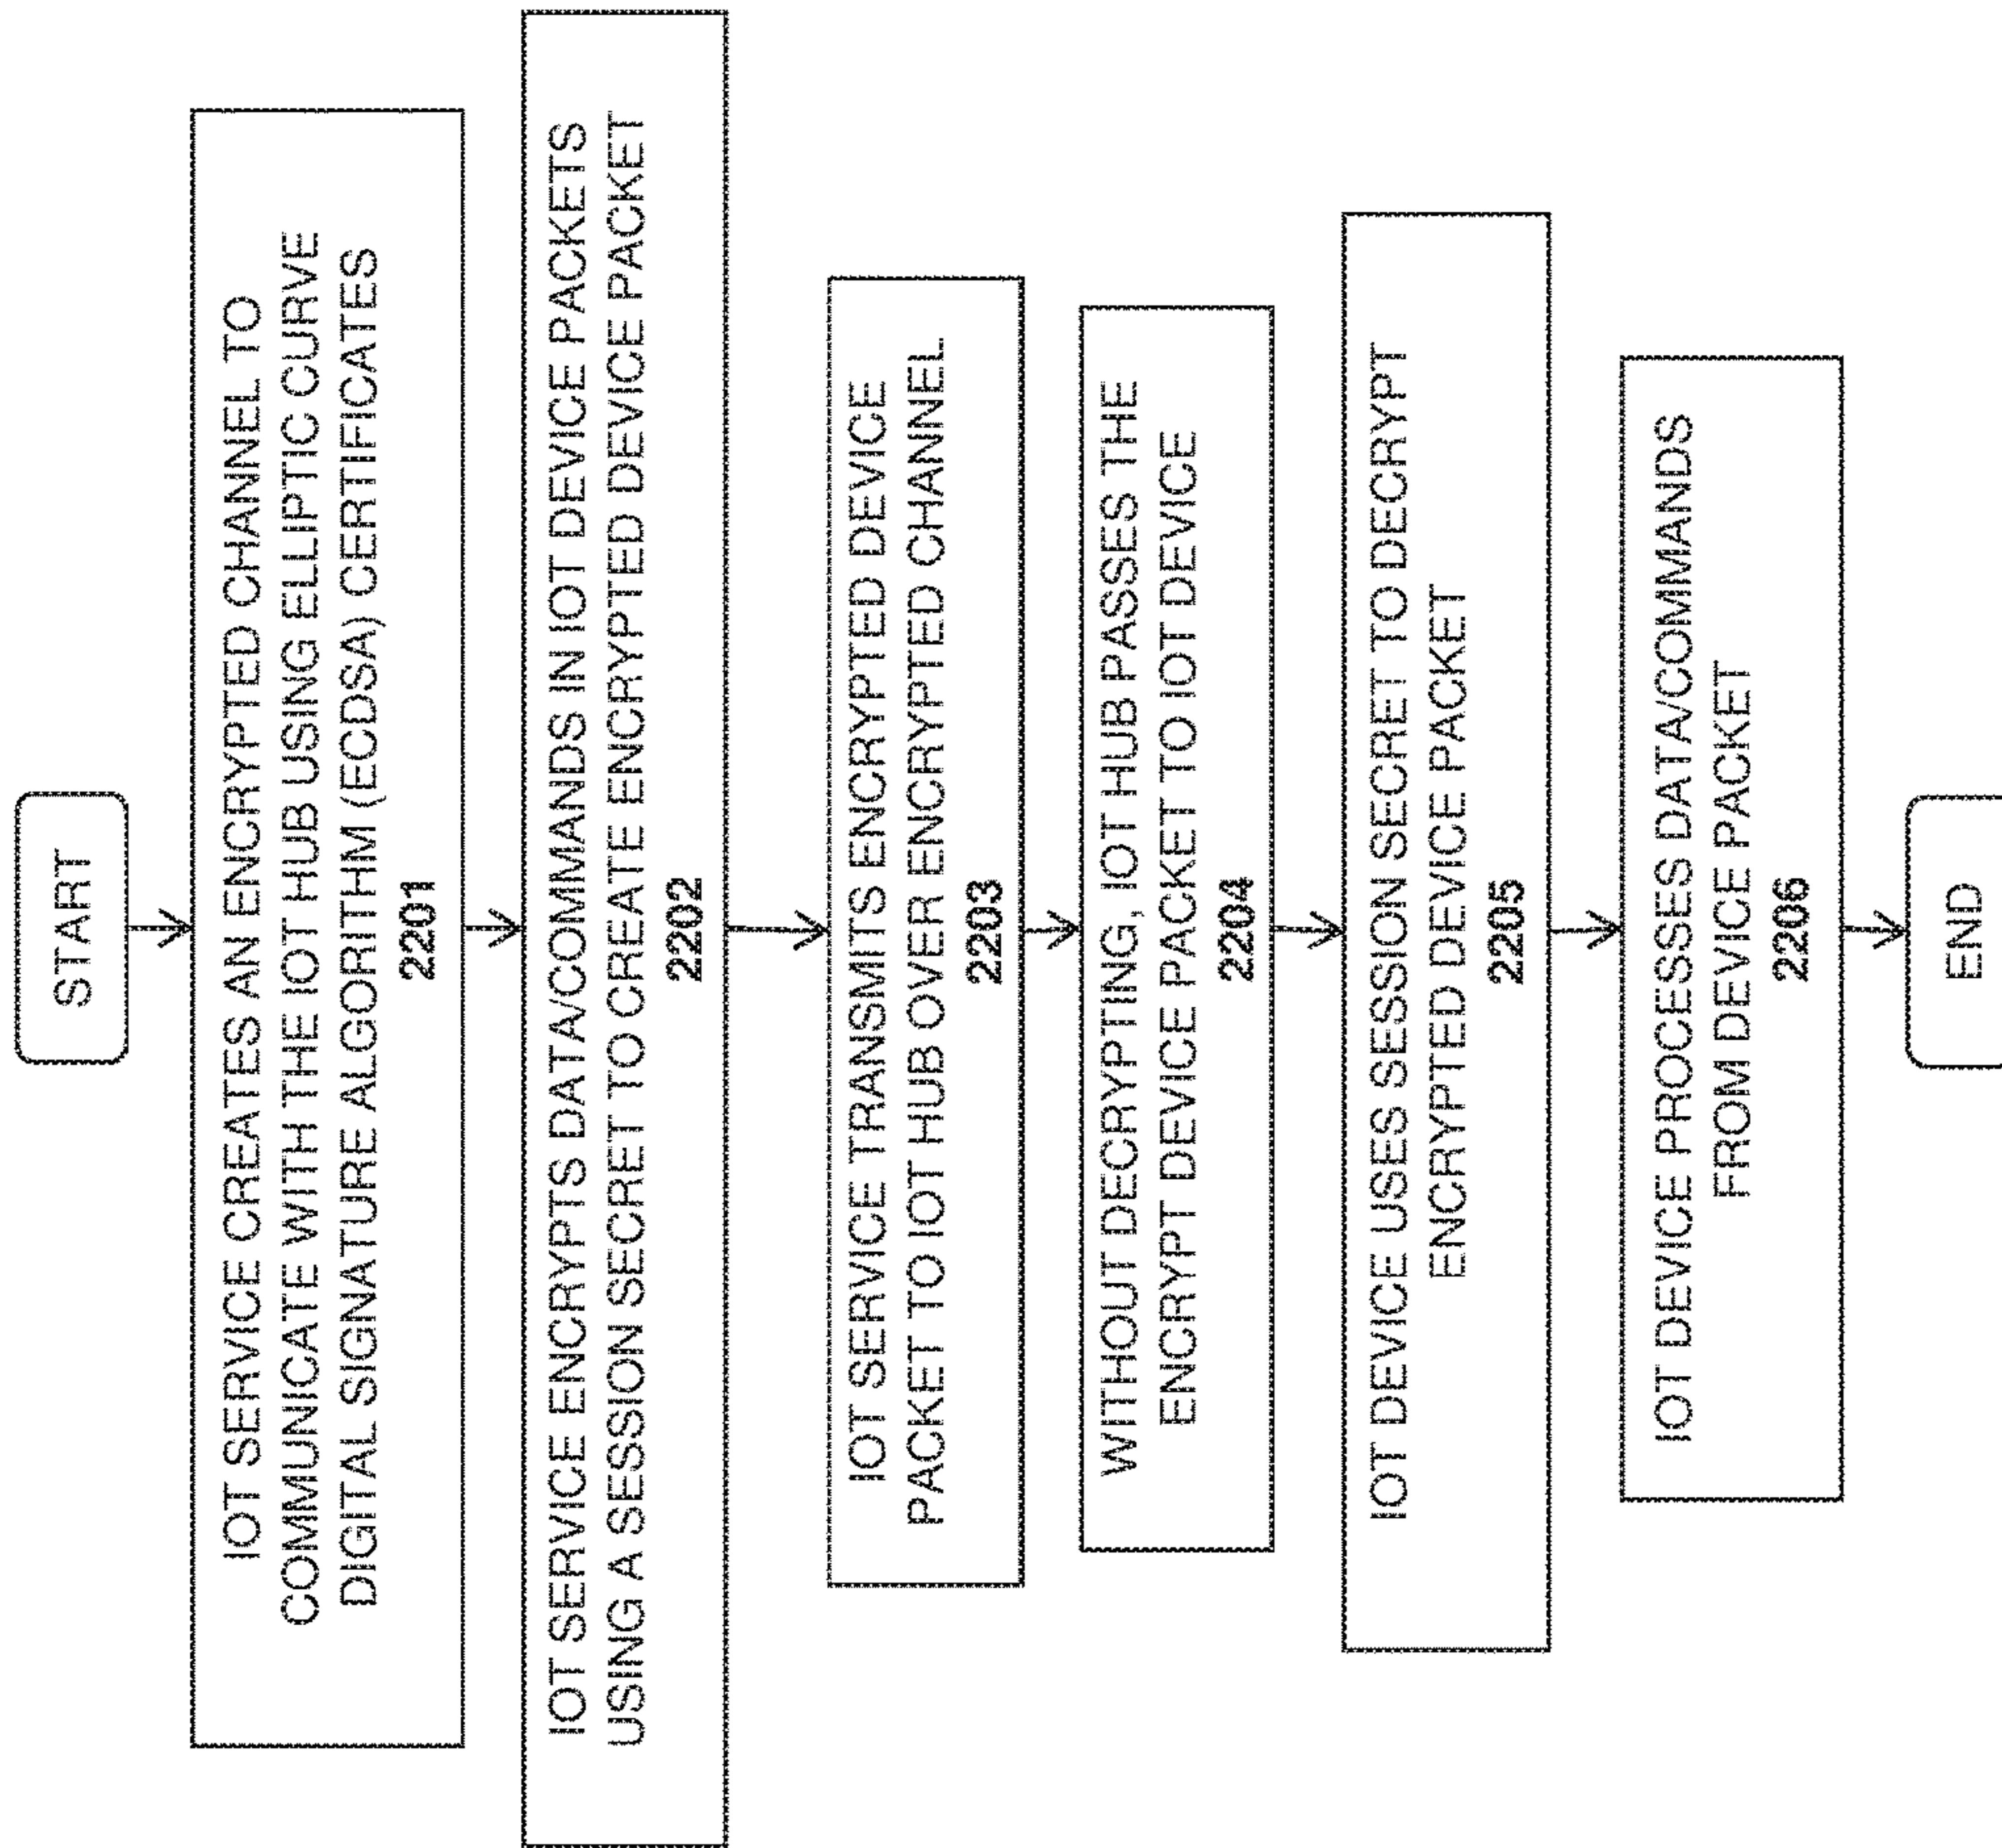 START
IOT SERVICE CREATES AN ENCRYPTED CHANNEL TO
COMMUNICATE WITH THE IOT HUB USING ELLIPTIC CURVE
DIGITAL SIGNATURE ALGORITHM (ECDSA) CERTIFICATES
2201
IOT SERVICE ENCRYPTS DATA/COMMANDS IN IOT DEVICE PACKETS
USING A SESSION SECRET TO CREATE ENCRYPTED DEVICE PACKET
2202
IOT SERVICE TRANSMITS ENCRYPTED DEVICE
PACKET TO IOT HUB OVER ENCRYPTED CHANNEL
2203
WITHOUT DECRYPTING, IOT HUB PASSES THE
ENCRYPT DEVICE PACKET TO IOT DEVICE
2204
IOT DEVICE USES SESSION SECRET TO DECRYPT
ENCRYPTED DEVICE PACKET
2205
IOT DEVICE PROCESSES DATA/COMMANDS
FROM DEVICE PACKET
2206
END